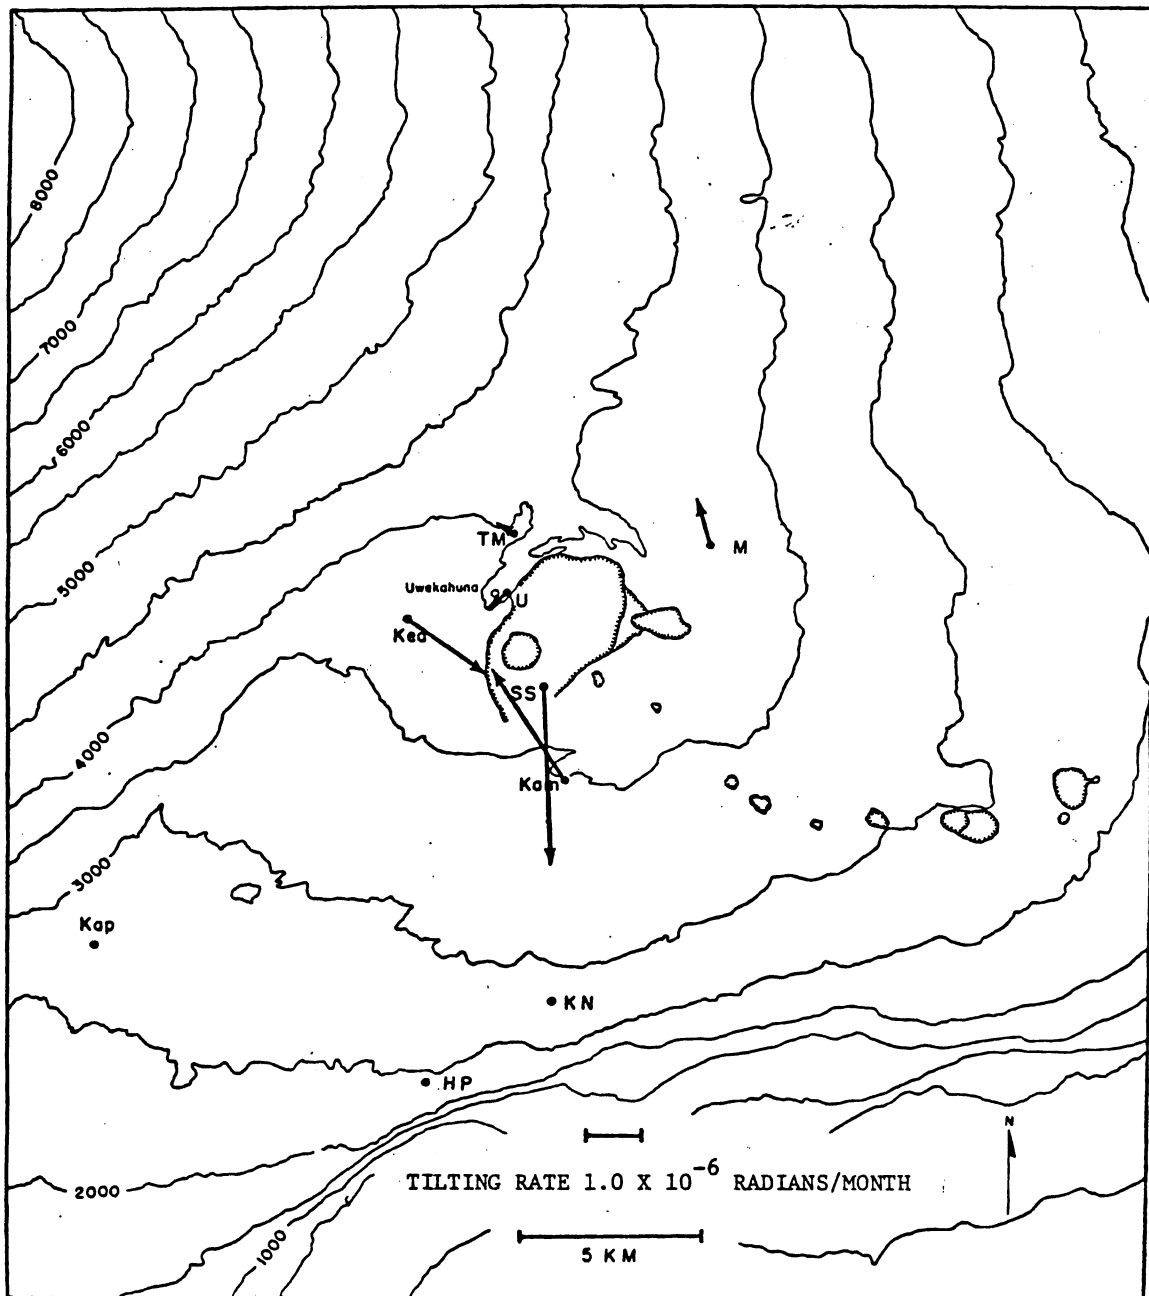 8000
7000
6000
5000
4000
3000
2000
1000
TM
M
Uwekahuna
U
Kea
SS
Kam
Kap
KN
HP
N
TILTING RATE 1.0 X 10⁻⁶ RADIANS/MONTH
5 KM